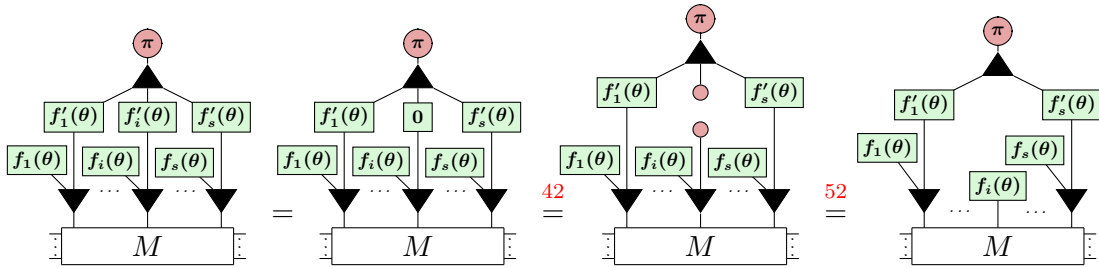 π π π π
f′₁(θ) f′ᵢ(θ) f′ₛ(θ) f′₁(θ) 0 f′ₛ(θ) f′₁(θ) f′ₛ(θ) f′₁(θ) f′ₛ(θ)
f₁(θ) fᵢ(θ) fₛ(θ) f₁(θ) fᵢ(θ) fₛ(θ) f₁(θ) fᵢ(θ) fₛ(θ) f₁(θ) fₛ(θ)
... ... ... ... ... ... ... fᵢ(θ) ...
= 42 = 52 =
M M M M